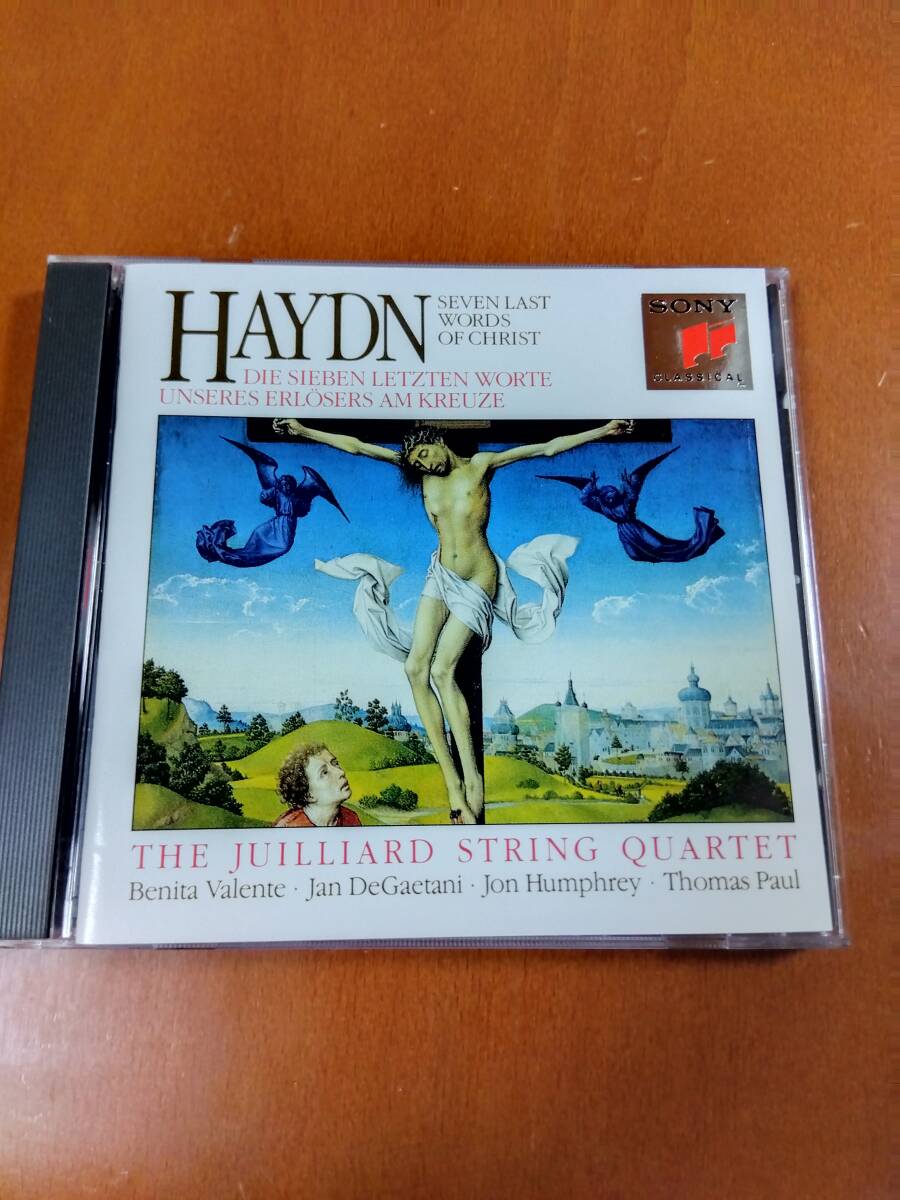 HAYDN
SEVEN LAST
WORDS
OF CHRIST
DIE SIEBEN LETZTEN WORTE
UNSERES ERLÖSERS AM KREUZE
SONY
CLASSICAL
THE JUILLIARD STRING QUARTET
Benita Valente · Jan DeGaetani · Jon Humphrey · Thomas Paul